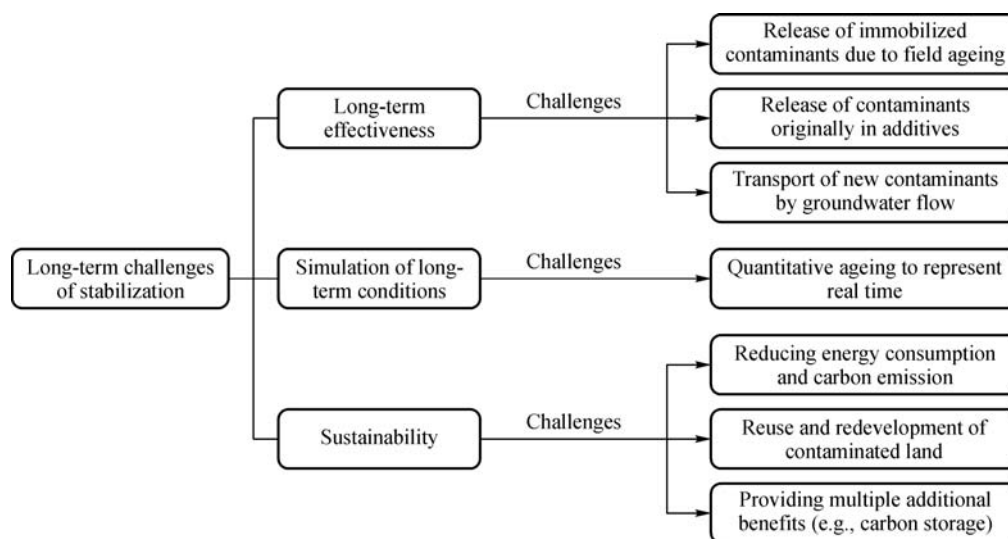 Long-term challenges
of stabilization
Long-term
effectiveness
Challenges
Release of immobilized
contaminants due to field ageing
Release of contaminants
originally in additives
Transport of new contaminants
by groundwater flow
Simulation of long-
term conditions
Challenges
Quantitative ageing to represent
real time
Sustainability
Challenges
Reducing energy consumption
and carbon emission
Reuse and redevelopment of
contaminated land
Providing multiple additional
benefits (e.g., carbon storage)